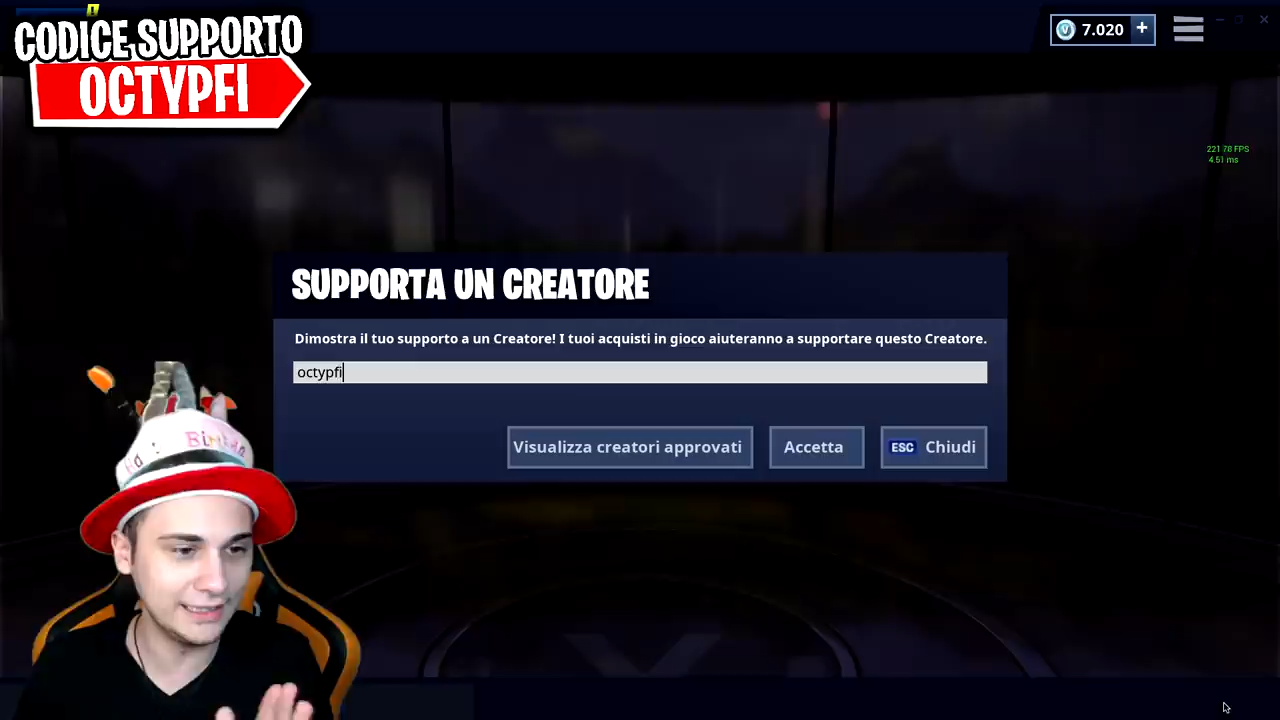 CODICE SUPPORTO
OCTYPFI
7.020
221 78 FPS
4.51 ms
SUPPORTA UN CREATORE
Dimostra il tuo supporto a un Creatore! I tuoi acquisti in gioco aiuteranno a supportare questo Creatore.
octypfi
Visualizza creatori approvati
Accetta
ESC Chiudi